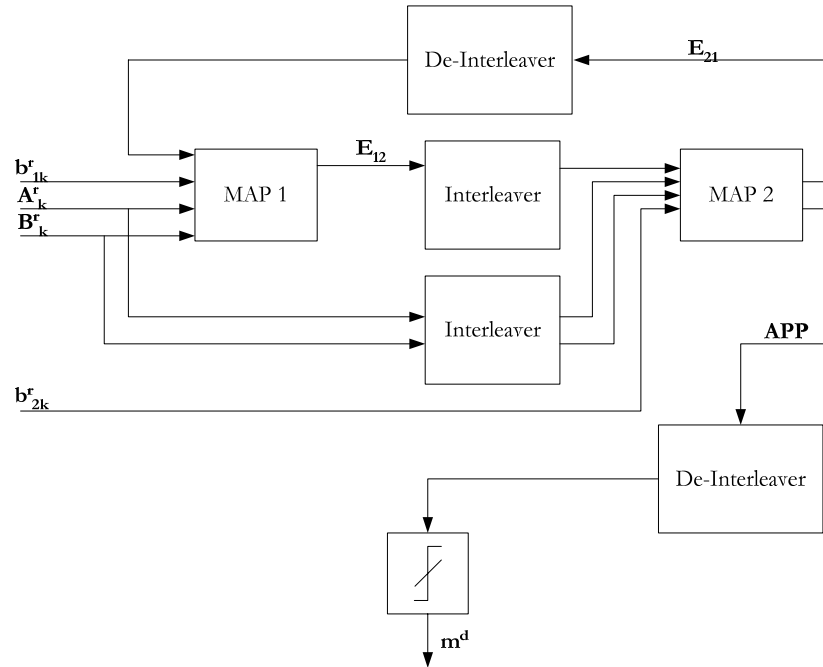 De-Interleaver
E21
E12
b^r_1k
A^r_k
B^r_k
MAP 1
Interleaver
MAP 2
Interleaver
APP
b^r_2k
De-Interleaver
m^d